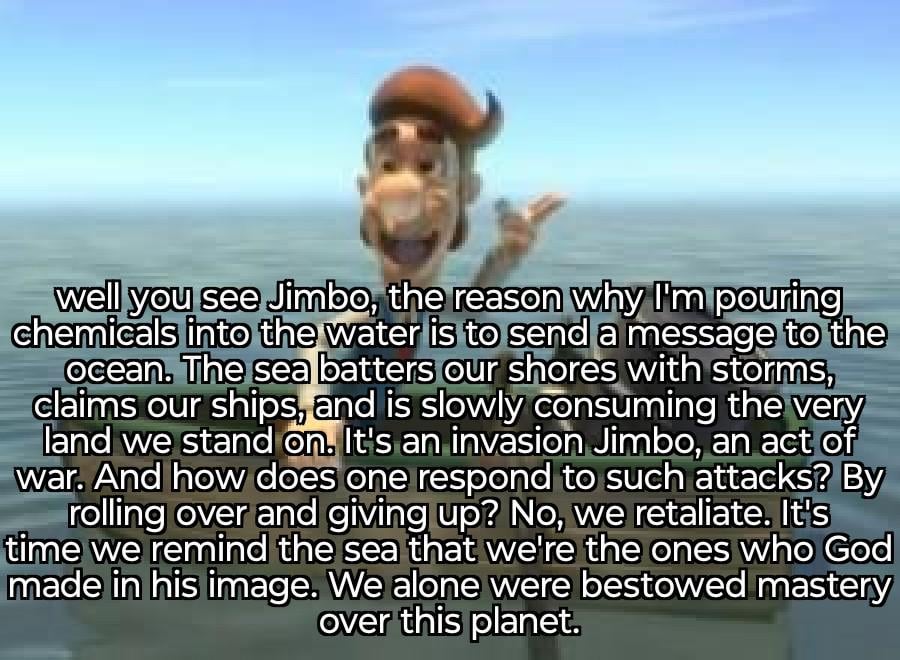 well you see Jimbo, the reason why I'm pouring
chemicals into the water is to send a message to the
ocean. The sea batters our shores with storms,
claims our ships, and is slowly consuming the very
land we stand on. It's an invasion Jimbo, an act of
war. And how does one respond to such attacks? By
rolling over and giving up? No, we retaliate. It's
time we remind the sea that we're the ones who God
made in his image. We alone were bestowed mastery
over this planet.